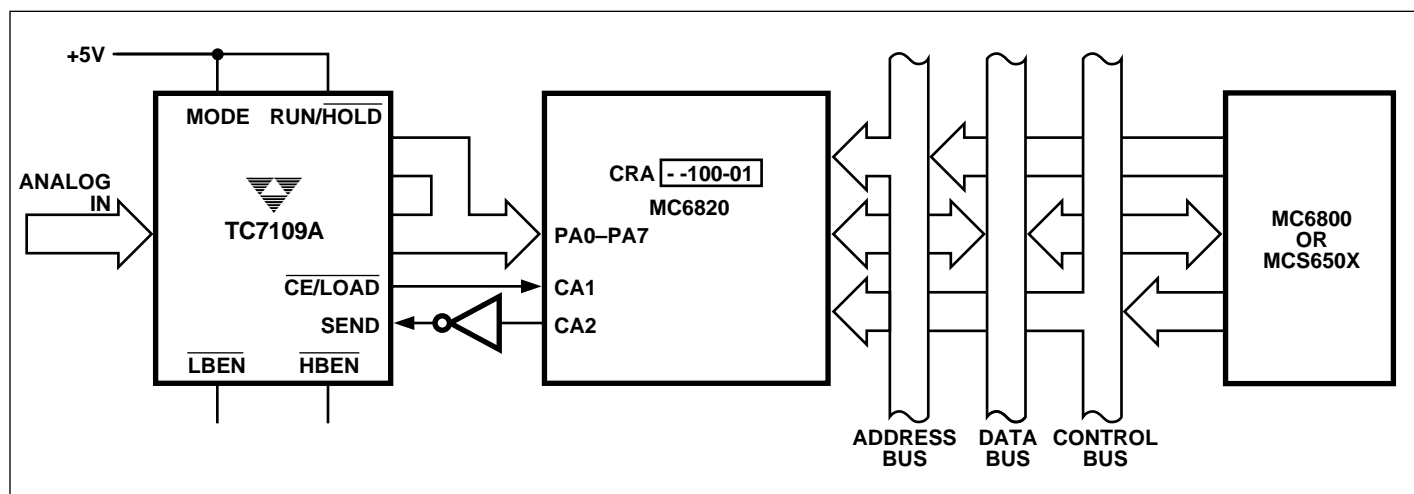 +5V
MODE RUN/HOLD
ANALOG
IN
TC7109A
CE/LOAD
SEND
LBEN HBEN
CRA - -100-01
MC6820
PA0–PA7
CA1
CA2
MC6800
OR
MCS650X
ADDRESS
BUS
DATA
BUS
CONTROL
BUS